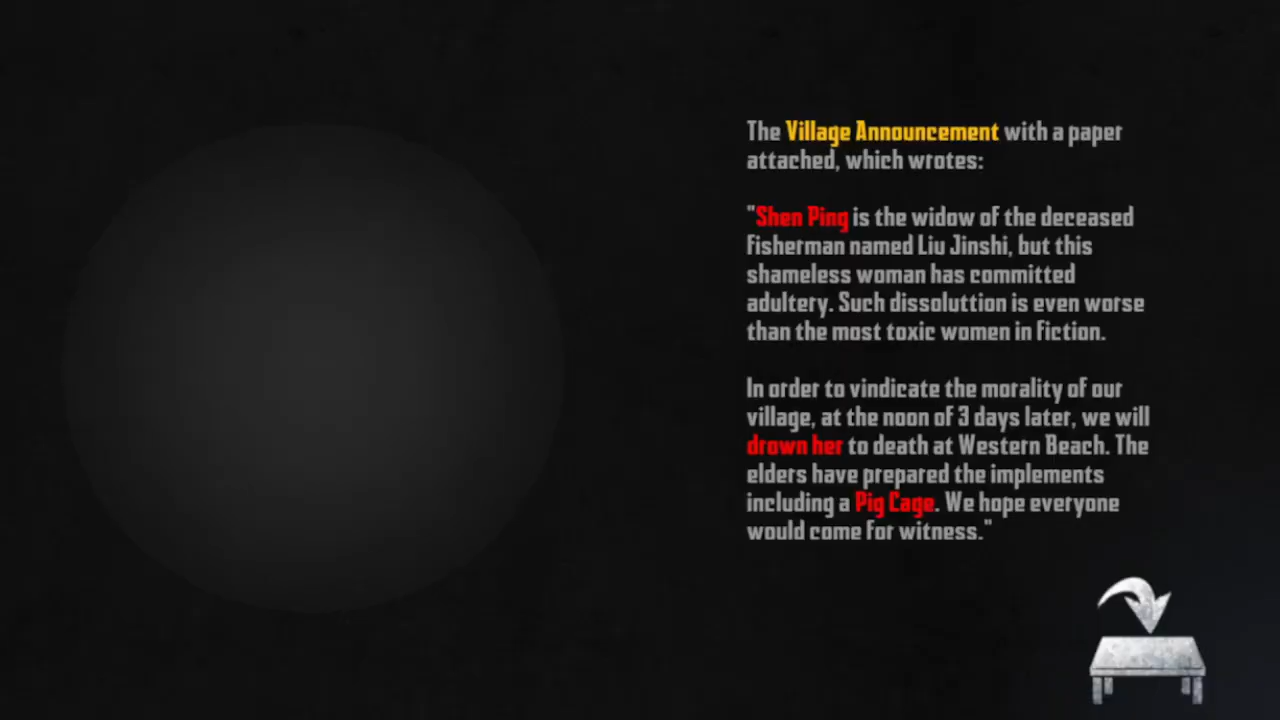 The Village Announcement with a paper
attached, which wrotes:
"Shen Ping is the widow of the deceased
fisherman named Liu Jinshi, but this
shameless woman has committed
adultery. Such dissoluttion is even worse
than the most toxic women in fiction.
In order to vindicate the morality of our
village, at the noon of 3 days later, we will
drown her to death at Western Beach. The
elders have prepared the implements
including a Pig Cage. We hope everyone
would come for witness."